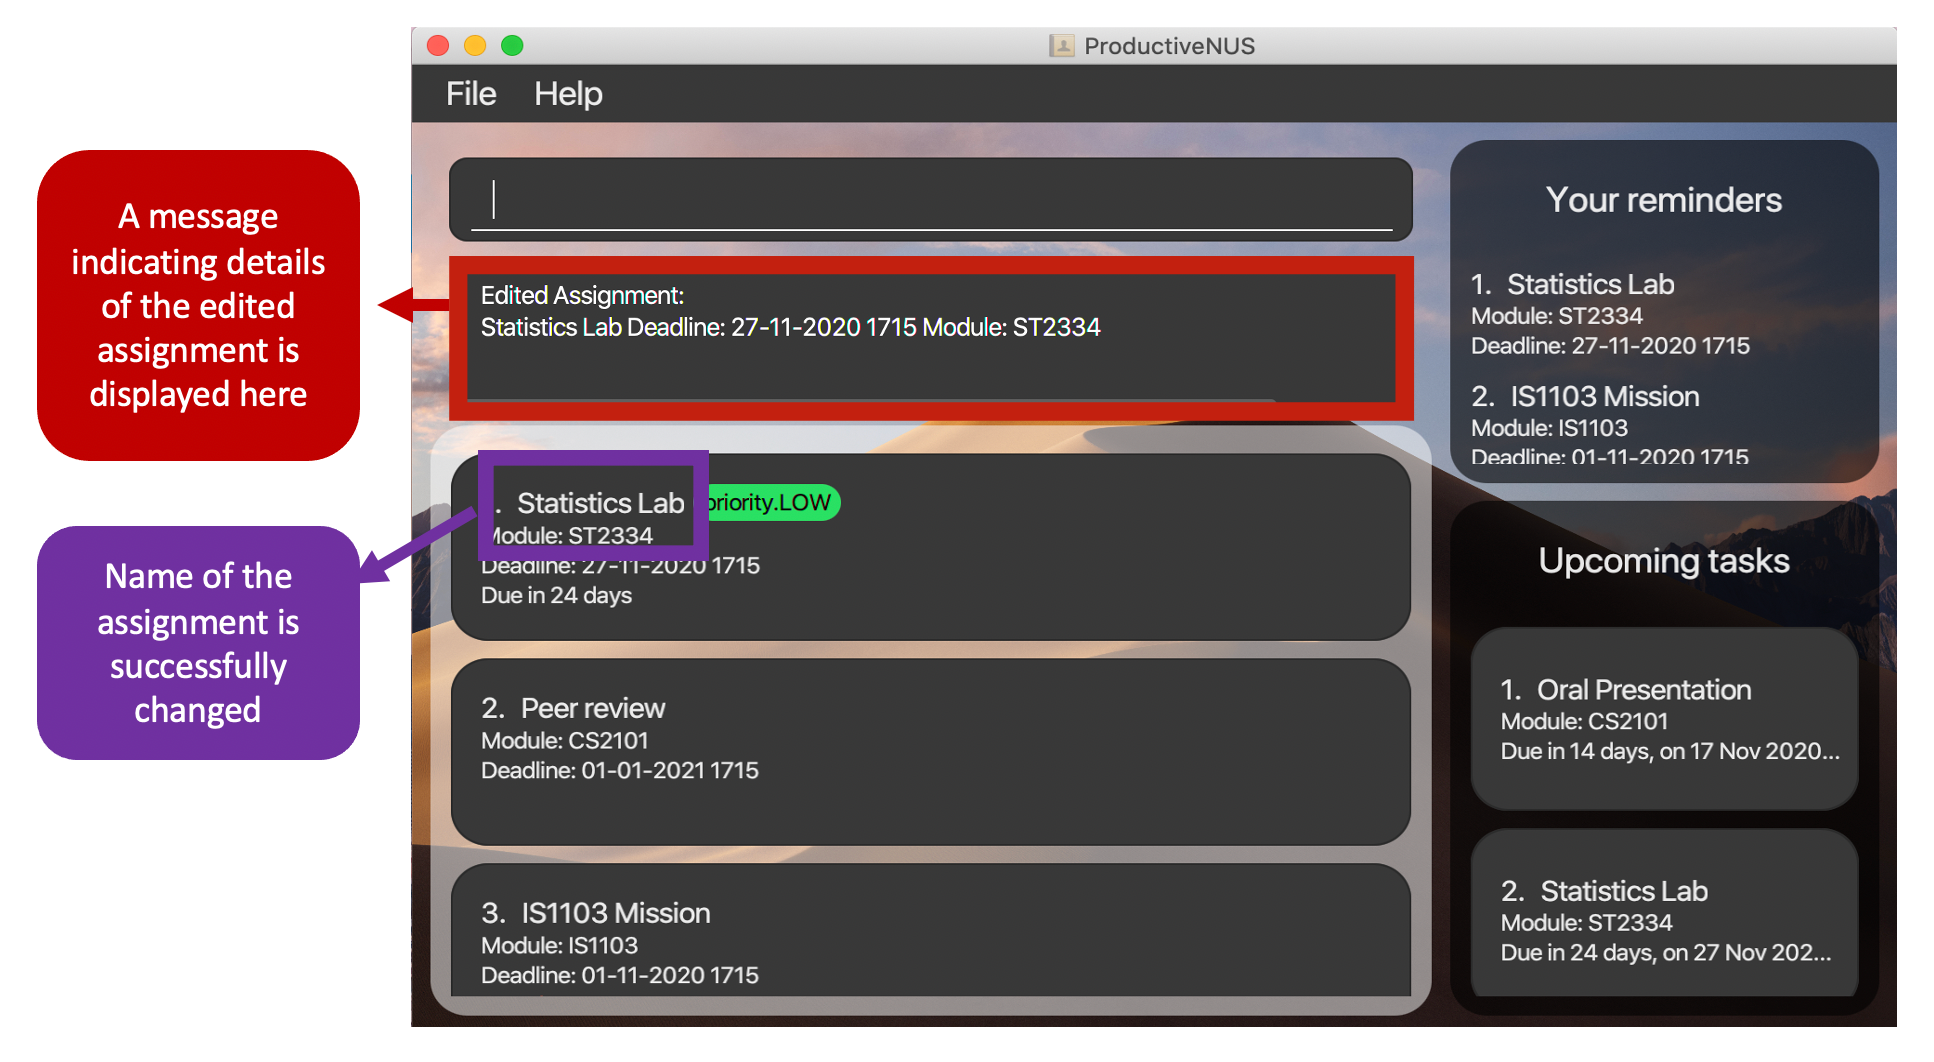 ProductiveNUS
File Help
A message
indicating details
of the edited
assignment is
displayed here
Name of the
assignment is
successfully
changed
Edited Assignment:
Statistics Lab Deadline: 27-11-2020 1715 Module: ST2334
. Statistics Lab priority.LOW
Module: ST2334
Deadline: 27-11-2020 1715
Due in 24 days
2. Peer review
Module: CS2101
Deadline: 01-01-2021 1715
3. IS1103 Mission
Module: IS1103
Deadline: 01-11-2020 1715
Your reminders
1. Statistics Lab
Module: ST2334
Deadline: 27-11-2020 1715
2. IS1103 Mission
Module: IS1103
Deadline: 01-11-2020 1715
Upcoming tasks
1. Oral Presentation
Module: CS2101
Due in 14 days, on 17 Nov 2020...
2. Statistics Lab
Module: ST2334
Due in 24 days, on 27 Nov 202...